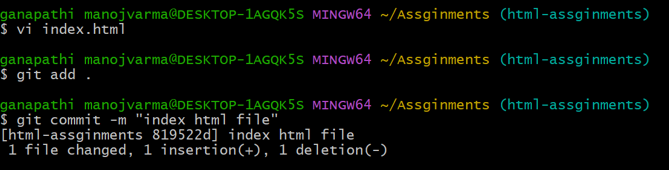 ganapathi manojvarma@DESKTOP-1AGQK5S MINGW64 ~/Assginments (html-assginments)
$ vi index.html
ganapathi manojvarma@DESKTOP-1AGQK5S MINGW64 ~/Assginments (html-assginments)
$ git add .
ganapathi manojvarma@DESKTOP-1AGQK5S MINGW64 ~/Assginments (html-assginments)
$ git commit -m "index html file"
[html-assginments 819522d] index html file
 1 file changed, 1 insertion(+), 1 deletion(-)